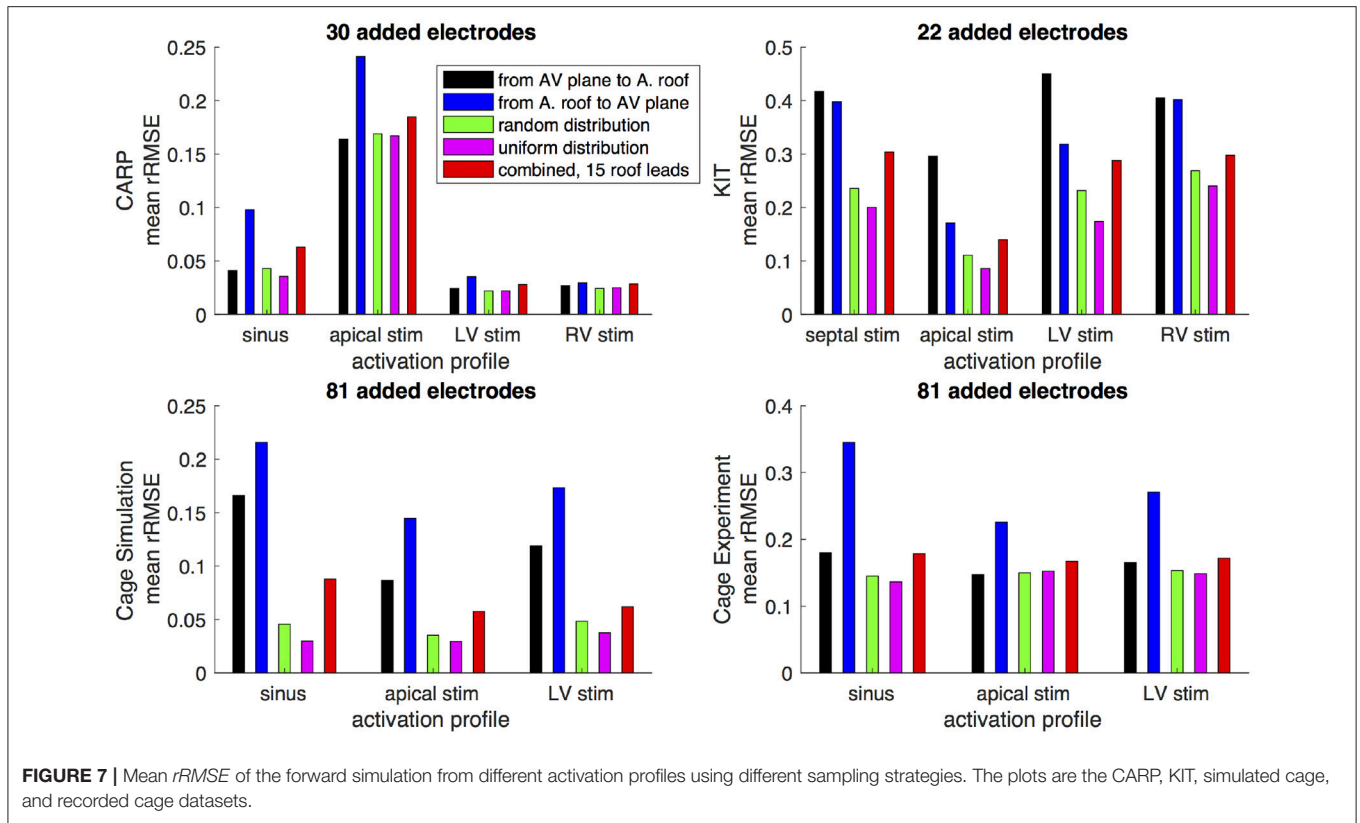 30 added electrodes
0.25
0.2
0.15
0.1
0.05
0
CARP
mean rRMSE
from AV plane to A. roof
from A. roof to AV plane
random distribution
uniform distribution
combined, 15 roof leads
sinus
apical stim
LV stim
RV stim
activation profile
22 added electrodes
0.5
0.4
0.3
0.2
0.1
0
KIT
mean rRMSE
septal stim
apical stim
LV stim
RV stim
activation profile
81 added electrodes
0.25
0.2
0.15
0.1
0.05
0
Cage Simulation
mean rRMSE
sinus
apical stim
LV stim
activation profile
81 added electrodes
0.4
0.3
0.2
0.1
0
Cage Experiment
mean rRMSE
sinus
apical stim
LV stim
activation profile
FIGURE 7 | Mean rRMSE of the forward simulation from different activation profiles using different sampling strategies. The plots are the CARP, KIT, simulated cage,
and recorded cage datasets.